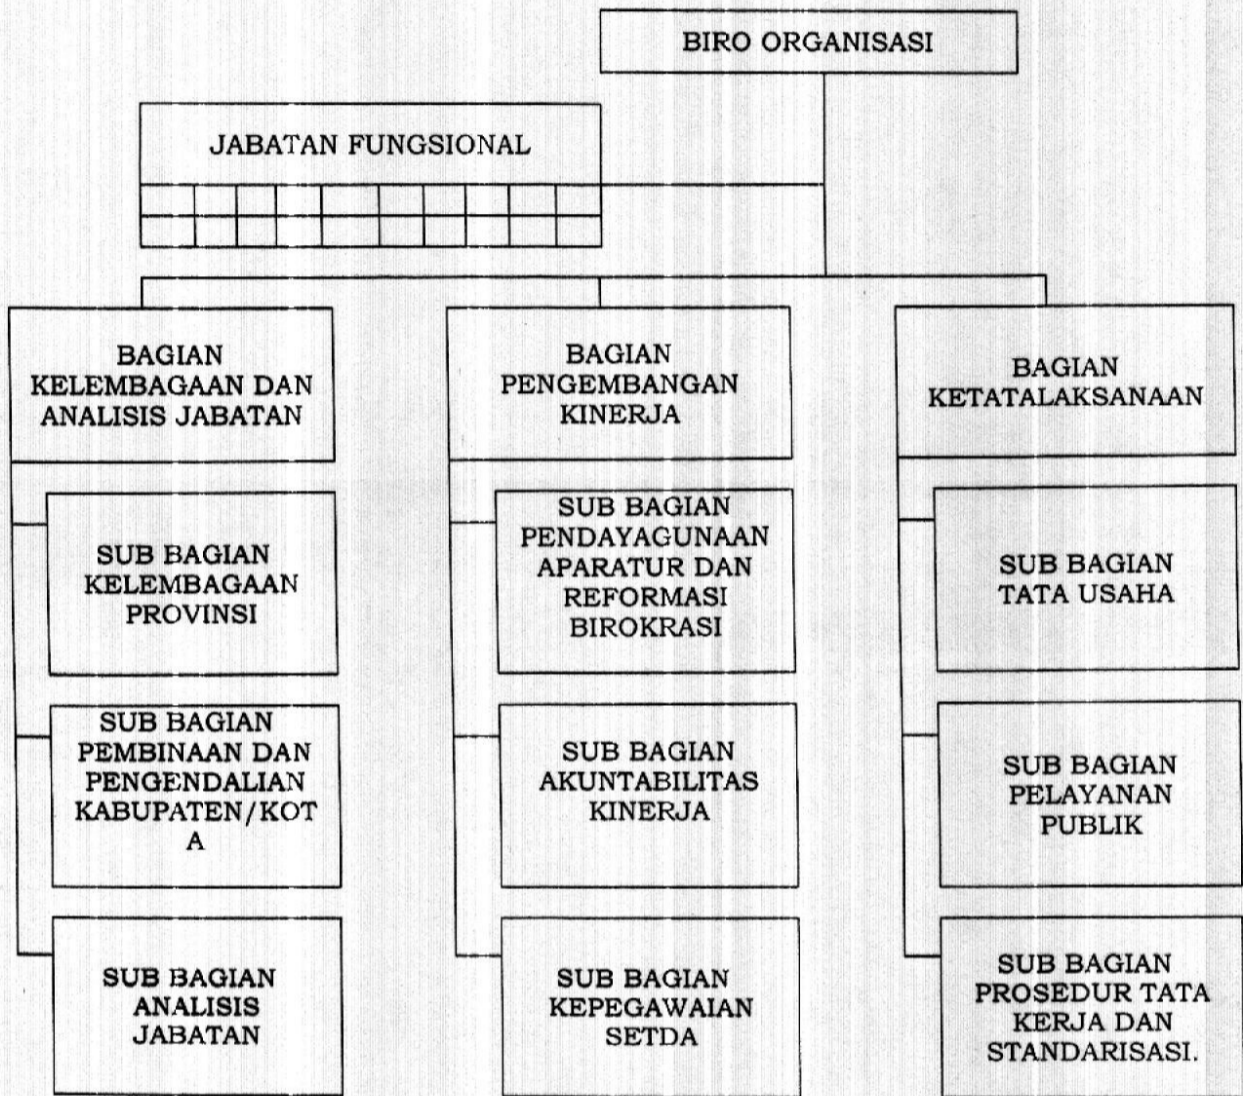 BIRO ORGANISASI
JABATAN FUNGSIONAL
BAGIAN
KELEMBAGAAN DAN
ANALISIS JABATAN
SUB BAGIAN
KELEMBAGAAN
PROVINSI
SUB BAGIAN
PEMBINAAN DAN
PENGENDALIAN
KABUPATEN/KOT
A
SUB BAGIAN
ANALISIS
JABATAN
BAGIAN
PENGEMBANGAN
KINERJA
SUB BAGIAN
PENDAYAGUNAAN
APARATUR DAN
REFORMASI
BIROKRASI
SUB BAGIAN
AKUNTABILITAS
KINERJA
SUB BAGIAN
KEPEGAWAIAN
SETDA
BAGIAN
KETATALAKSANAAN
SUB BAGIAN
TATA USAHA
SUB BAGIAN
PELAYANAN
PUBLIK
SUB BAGIAN
PROSEDUR TATA
KERJA DAN
STANDARISASI.